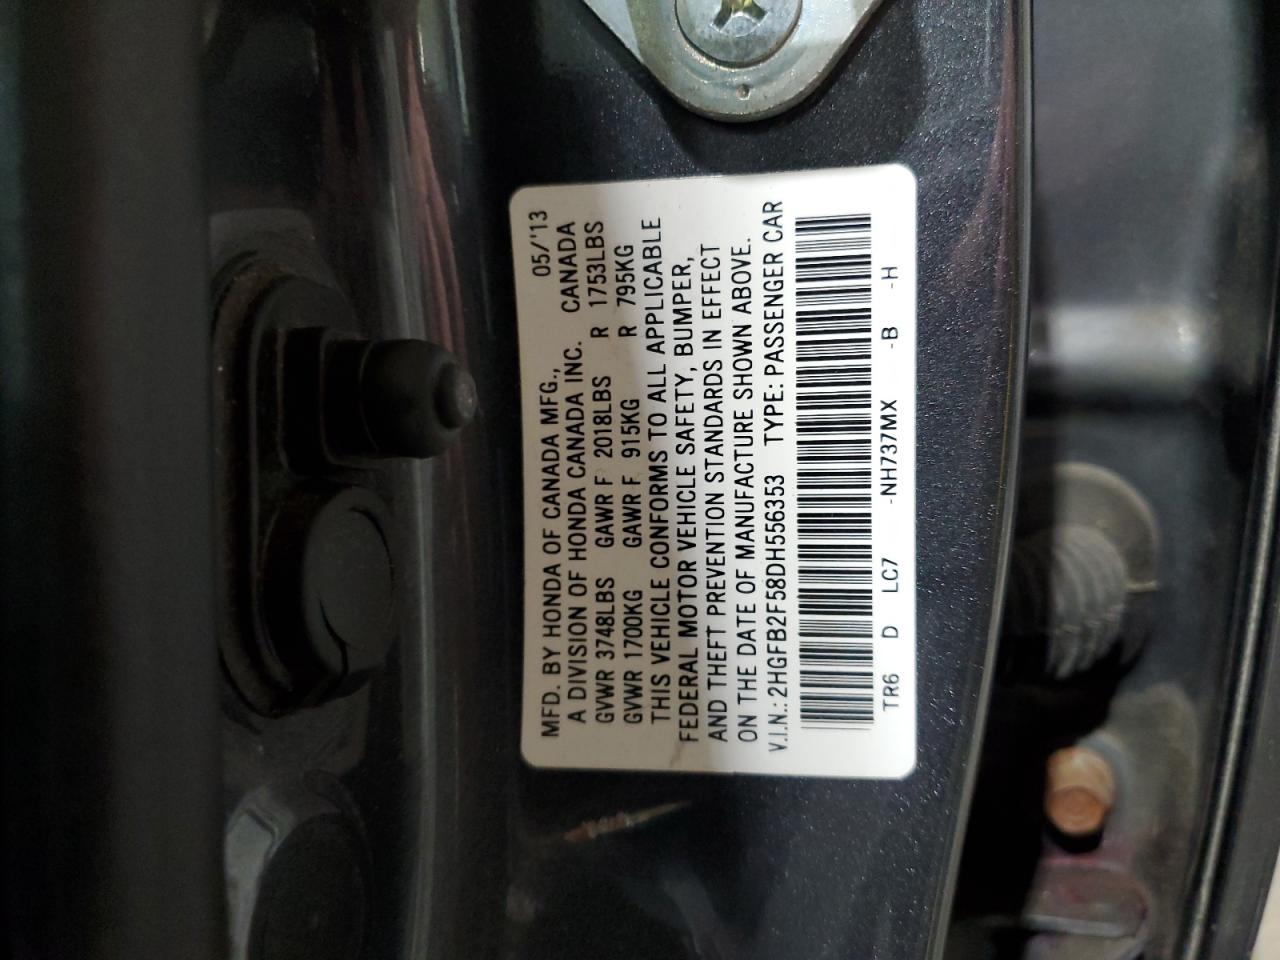 MFD. BY HONDA OF CANADA MFG., 05/'13
A DIVISION OF HONDA CANADA INC. CANADA
GVWR 3748LBS GAWR F 2018LBS R 1753LBS
GVWR 1700KG GAWR F 915KG R 795KG
THIS VEHICLE CONFORMS TO ALL APPLICABLE
FEDERAL MOTOR VEHICLE SAFETY, BUMPER,
AND THEFT PREVENTION STANDARDS IN EFFECT
ON THE DATE OF MANUFACTURE SHOWN ABOVE.
V.I.N.: 2HGFB2F58DH556353 TYPE: PASSENGER CAR
TR6 D LC7 -NH737MX -B -H